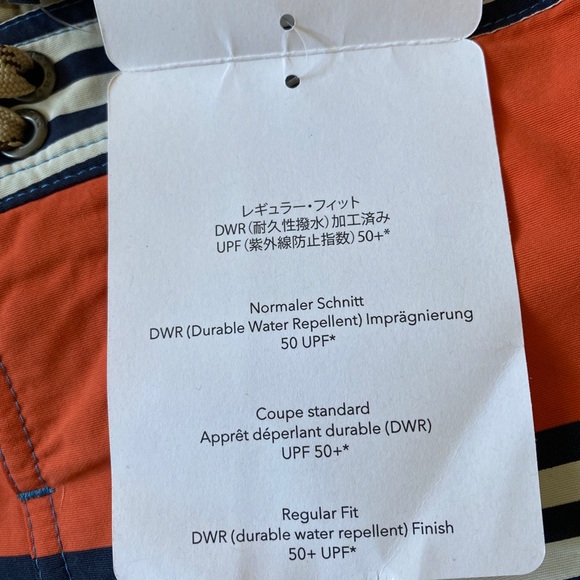 レギュラー・フィット
DWR（耐久性撥水）加工済み
UPF（紫外線防止指数）50+*
Normaler Schnitt
DWR (Durable Water Repellent) Imprägnierung
50 UPF*
Coupe standard
Apprêt déperlant durable (DWR)
UPF 50+*
Regular Fit
DWR (durable water repellent) Finish
50+ UPF*